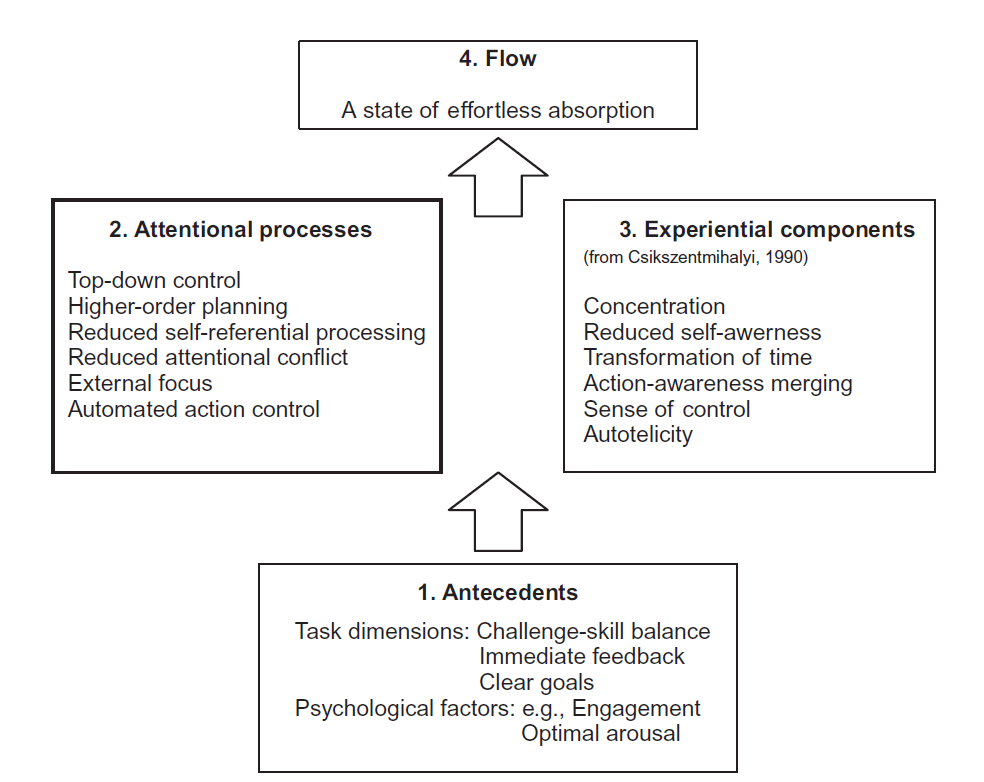 4. Flow
A state of effortless absorption
2. Attentional processes
Top-down control
Higher-order planning
Reduced self-referential processing
Reduced attentional conflict
External focus
Automated action control
3. Experiential components
(from Csikszentmihalyi, 1990)
Concentration
Reduced self-awerness
Transformation of time
Action-awareness merging
Sense of control
Autotelicity
1. Antecedents
Task dimensions: Challenge-skill balance
Immediate feedback
Clear goals
Psychological factors: e.g., Engagement
Optimal arousal